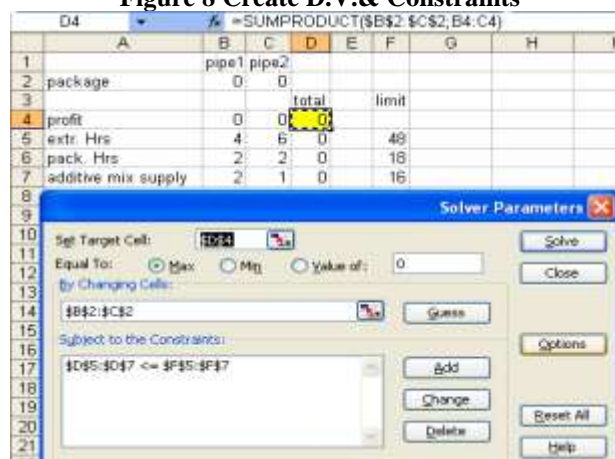 Figure 8 Create D.V.& Constraints
D4 fx =SUMPRODUCT($B$2:$C$2,B4:C4)
A B C D E F G H
1 pipe1 pipe2
2 package 0 0
3 total limit
4 profit 0 0 0
5 extr. Hrs 4 6 0 48
6 pack. Hrs 2 2 0 18
7 additive mix supply 2 1 0 16
8
9 Solver Parameters
10 Set Target Cell: $D$4 Solve
11 Equal To: Max Min Value of: 0
12 Close
13 By Changing Cells:
14 $B$2:$C$2 Guess
15 Subject to the Constraints: Options
16
17 $D$5:$D$7 <= $F$5:$F$7 Add
18 Change
19
20 Delete Reset All
21 Help